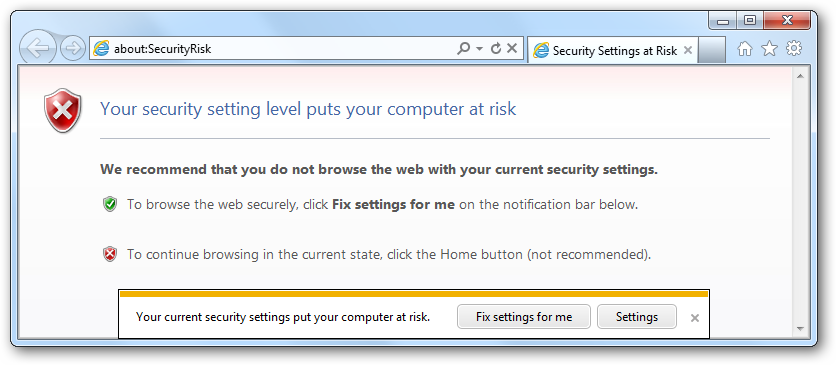 about:SecurityRisk
Security Settings at Risk
Your security setting level puts your computer at risk
We recommend that you do not browse the web with your current security settings.
To browse the web securely, click Fix settings for me on the notification bar below.
To continue browsing in the current state, click the Home button (not recommended).
Your current security settings put your computer at risk.
Fix settings for me
Settings